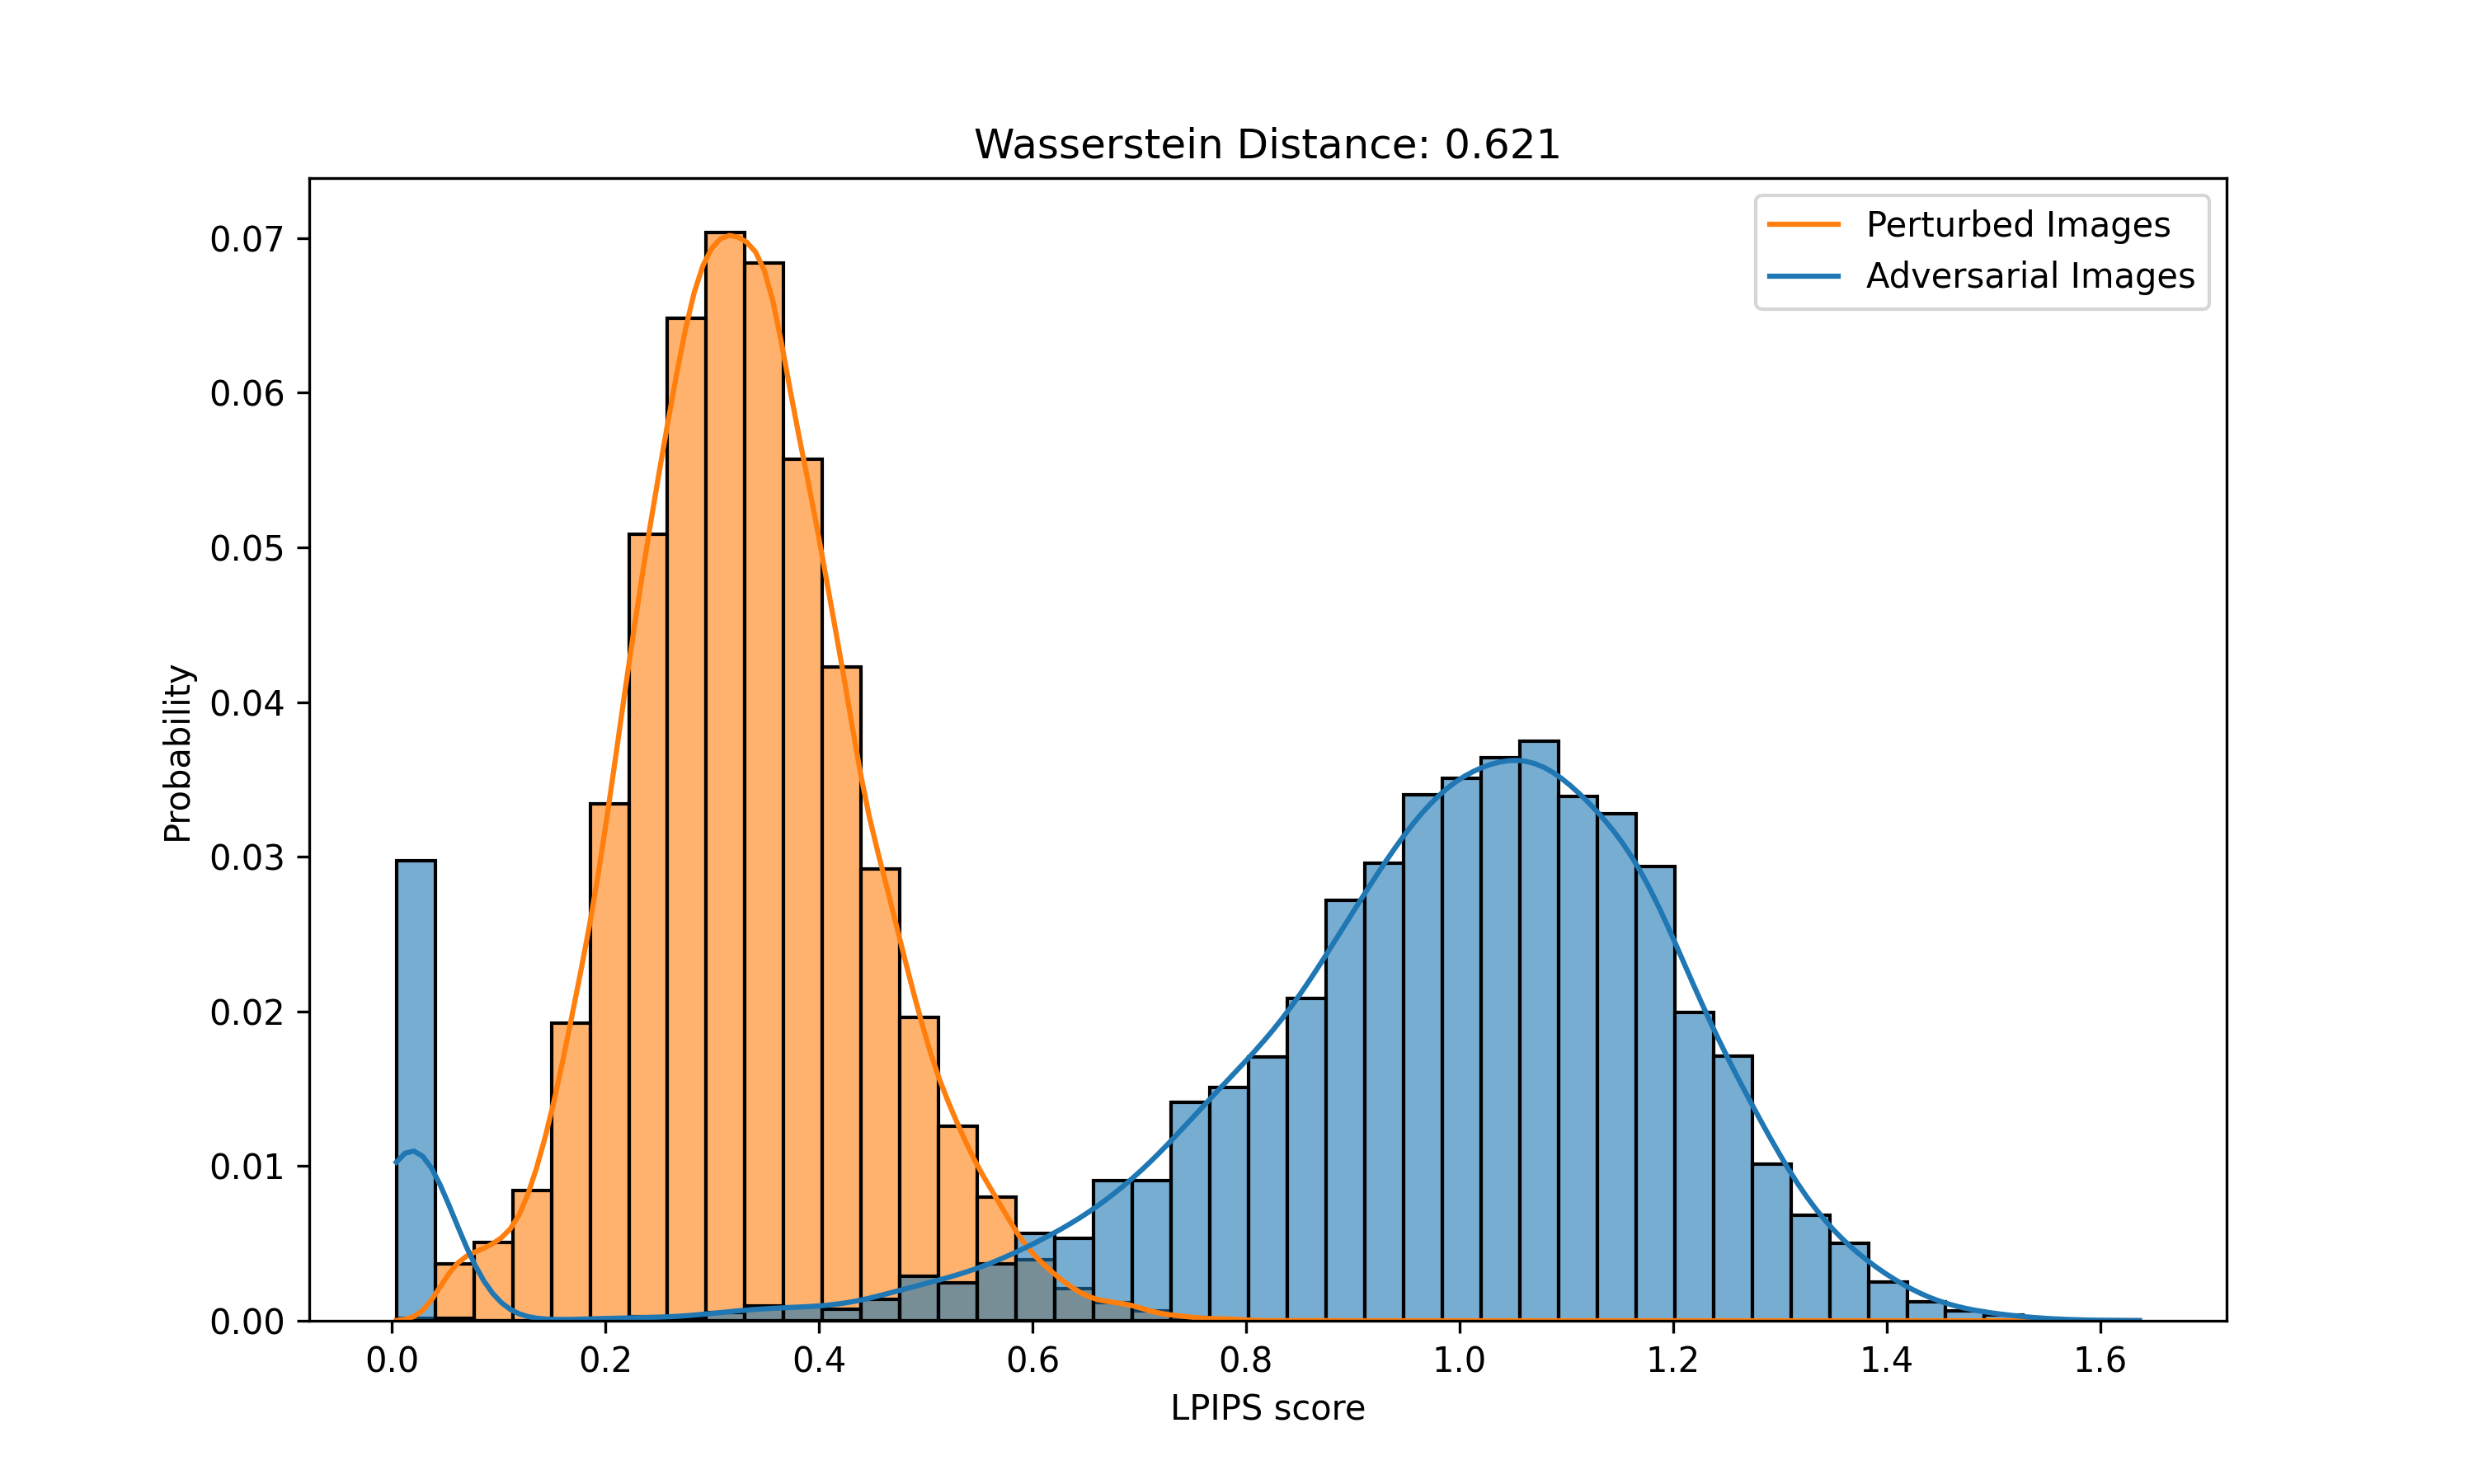 Wasserstein Distance: 0.621
Perturbed Images
Adversarial Images
0.07
0.06
0.05
0.04
0.03
0.02
0.01
0.00
Probability
0.0 0.2 0.4 0.6 0.8 1.0 1.2 1.4 1.6
LPIPS score